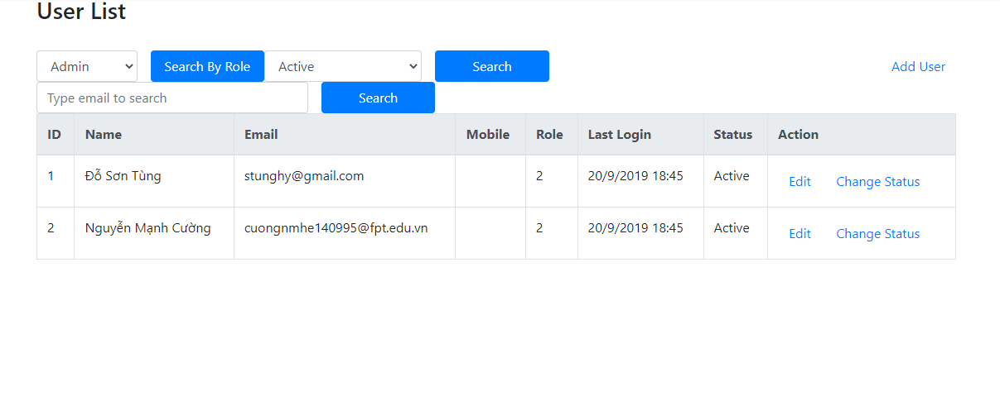 User List
Admin Search By Role Active Search Add User
Type email to search Search
ID Name Email Mobile Role Last Login Status Action
1 Đỗ Sơn Tùng stunghy@gmail.com 2 20/9/2019 18:45 Active Edit Change Status
2 Nguyễn Mạnh Cường cuongnmhe140995@fpt.edu.vn 2 20/9/2019 18:45 Active Edit Change Status